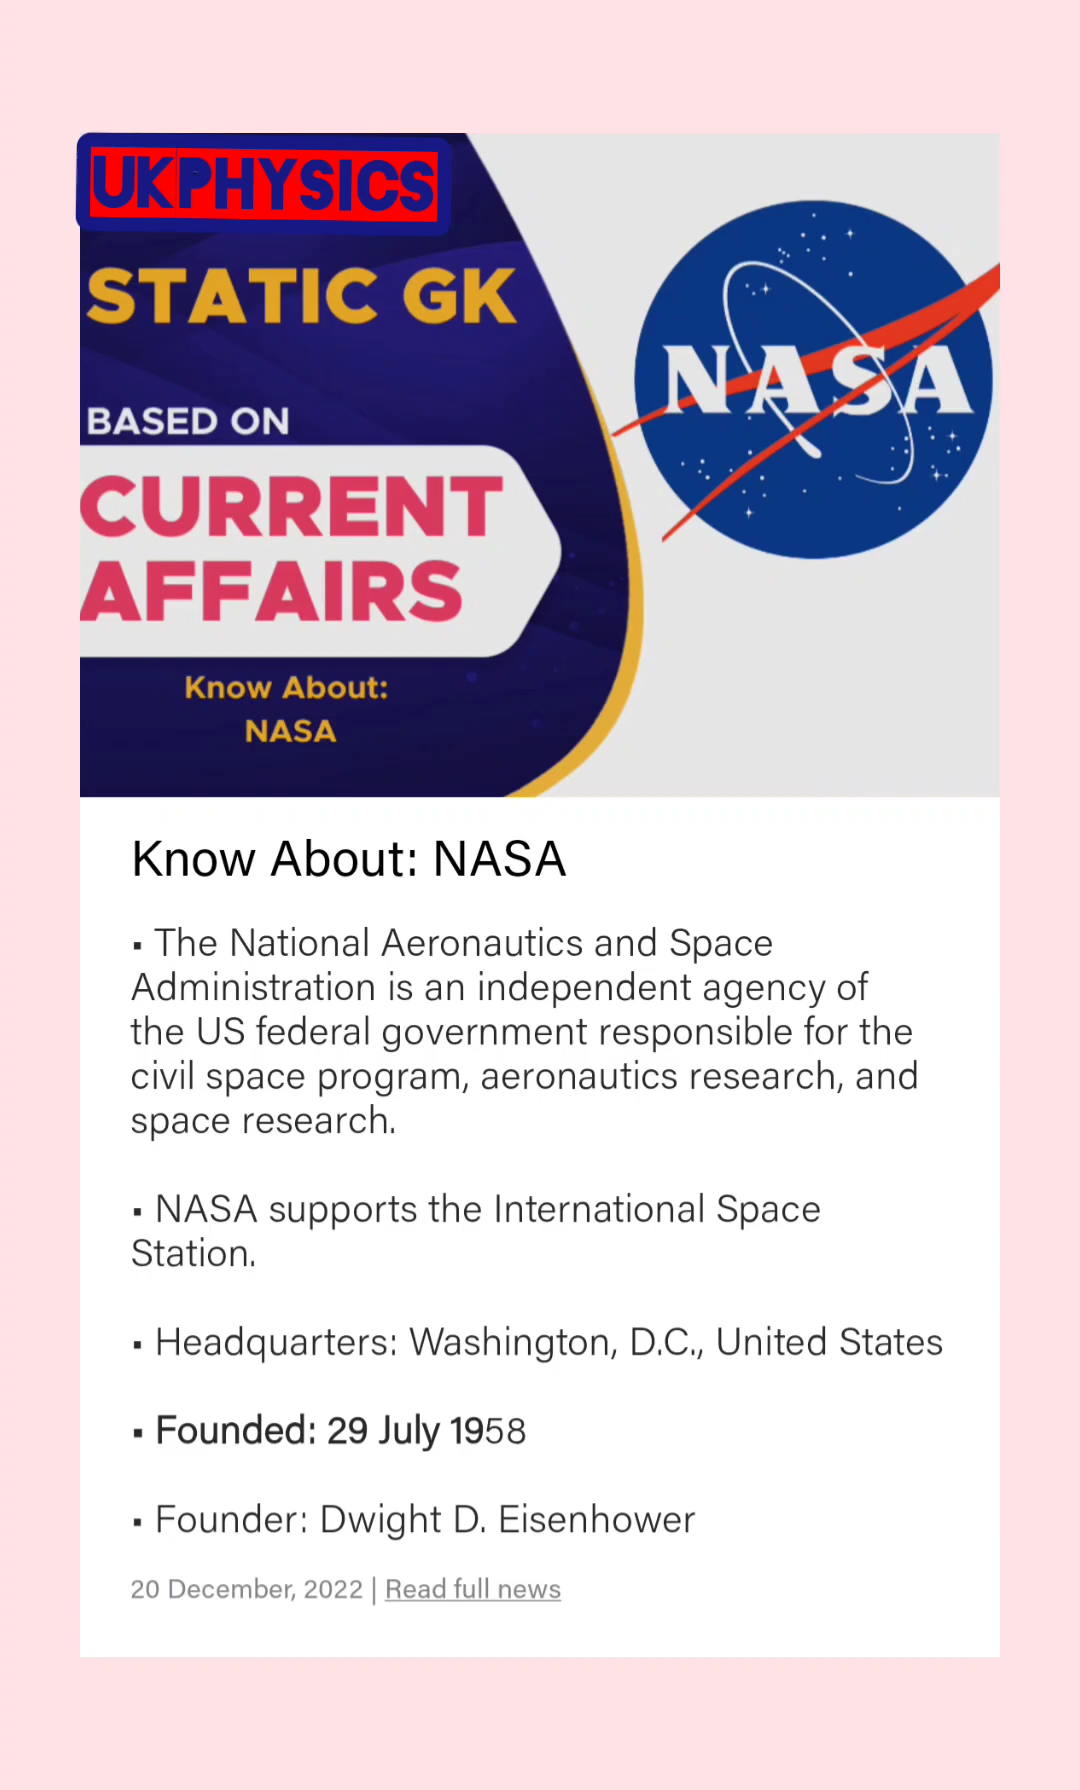 UKPHYSICS
STATIC GK
BASED ON
CURRENT
AFFAIRS
Know About:
NASA
NASA
Know About: NASA
▪ The National Aeronautics and Space
Administration is an independent agency of
the US federal government responsible for the
civil space program, aeronautics research, and
space research.
▪ NASA supports the International Space
Station.
▪ Headquarters: Washington, D.C., United States
▪ Founded: 29 July 1958
▪ Founder: Dwight D. Eisenhower
20 December, 2022 | Read full news